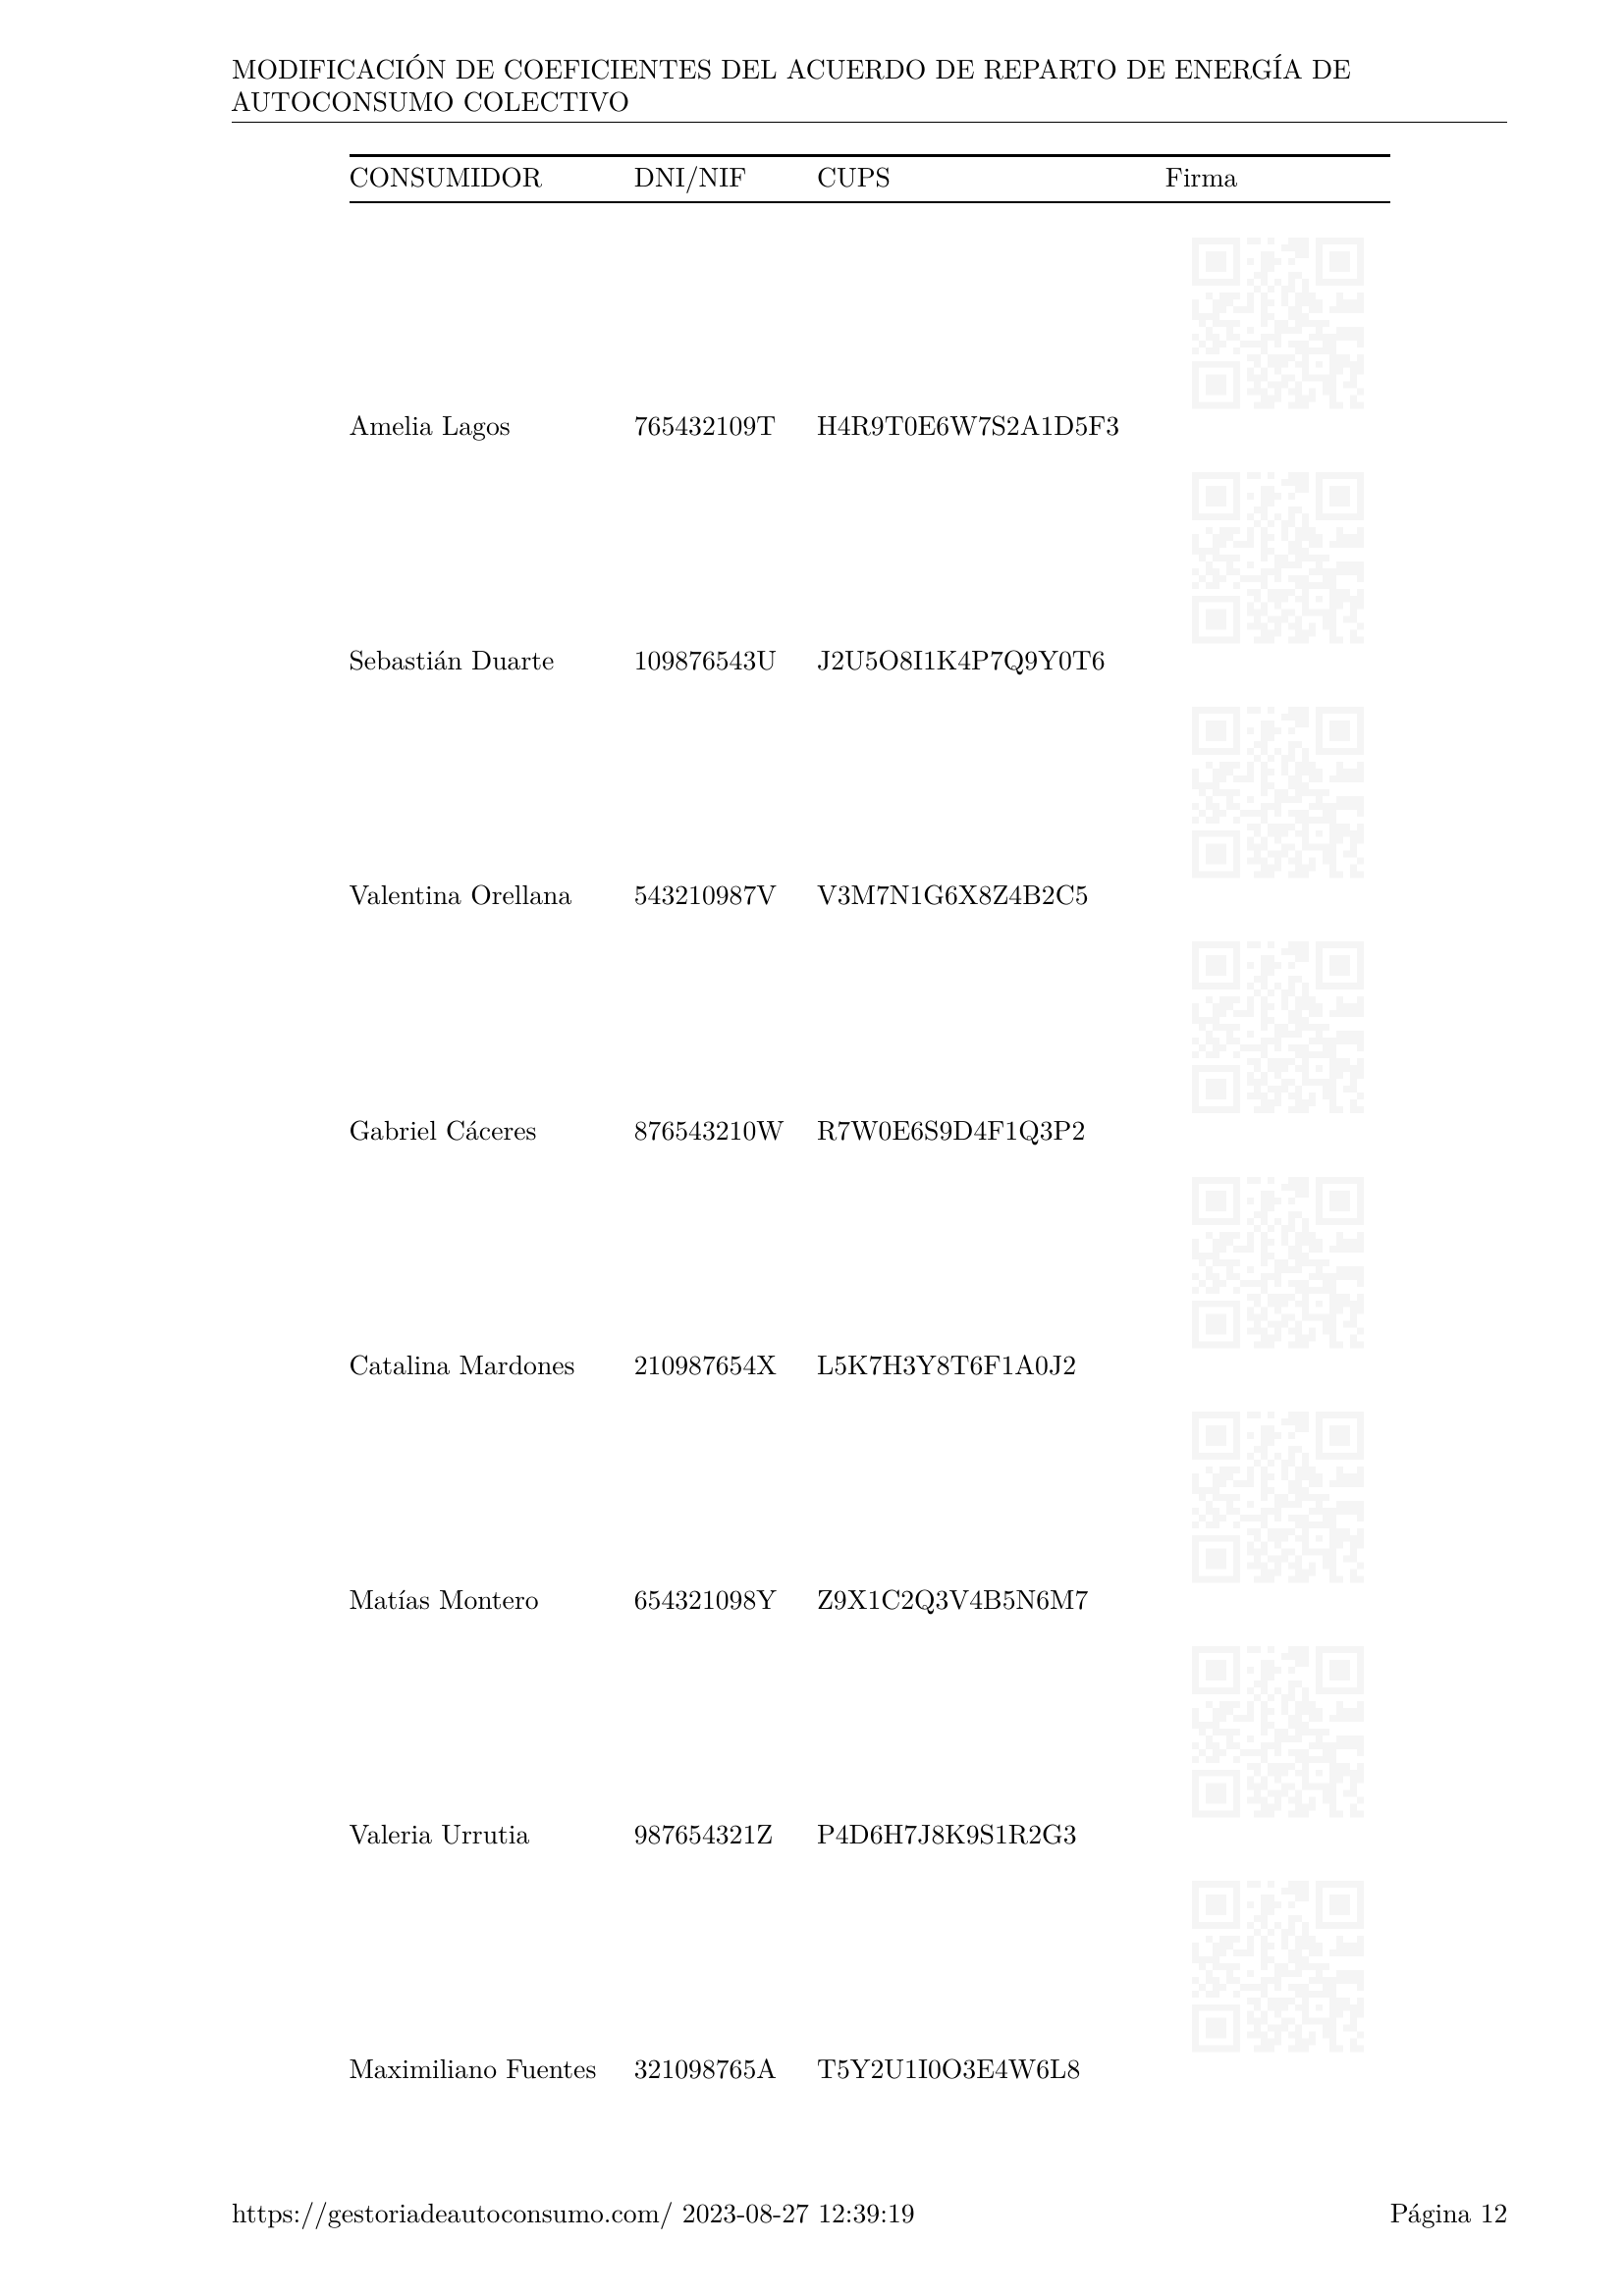 MODIFICACIÓN DE COEFICIENTES DEL ACUERDO DE REPARTO DE ENERGÍA DE
AUTOCONSUMO COLECTIVO
CONSUMIDOR DNI/NIF CUPS Firma
Amelia Lagos 765432109T H4R9T0E6W7S2A1D5F3
Sebastián Duarte 109876543U J2U5O8I1K4P7Q9Y0T6
Valentina Orellana 543210987V V3M7N1G6X8Z4B2C5
Gabriel Cáceres 876543210W R7W0E6S9D4F1Q3P2
Catalina Mardones 210987654X L5K7H3Y8T6F1A0J2
Matías Montero 654321098Y Z9X1C2Q3V4B5N6M7
Valeria Urrutia 987654321Z P4D6H7J8K9S1R2G3
Maximiliano Fuentes 321098765A T5Y2U1I0O3E4W6L8
https://gestoriadeautoconsumo.com/ 2023-08-27 12:39:19 Página 12